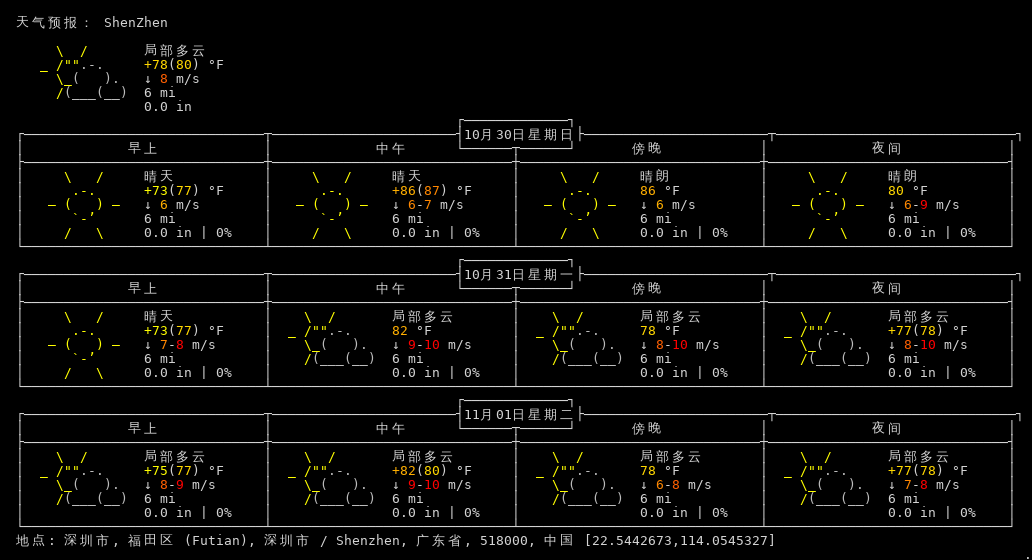 天气预报： ShenZhen
局部多云
+78(80) °F
↓ 8 m/s
6 mi
0.0 in
10月30日星期日
早上 中午 傍晚 夜间
晴天 晴天 晴朗 晴朗
+73(77) °F +86(87) °F 86 °F 80 °F
↓ 6 m/s ↓ 6-7 m/s ↓ 6 m/s ↓ 6-9 m/s
6 mi 6 mi 6 mi 6 mi
0.0 in | 0% 0.0 in | 0% 0.0 in | 0% 0.0 in | 0%
10月31日星期一
早上 中午 傍晚 夜间
晴天 局部多云 局部多云 局部多云
+73(77) °F 82 °F 78 °F +77(78) °F
↓ 7-8 m/s ↓ 9-10 m/s ↓ 8-10 m/s ↓ 8-10 m/s
6 mi 6 mi 6 mi 6 mi
0.0 in | 0% 0.0 in | 0% 0.0 in | 0% 0.0 in | 0%
11月01日星期二
早上 中午 傍晚 夜间
局部多云 局部多云 局部多云 局部多云
+75(77) °F +82(80) °F 78 °F +77(78) °F
↓ 8-9 m/s ↓ 9-10 m/s ↓ 6-8 m/s ↓ 7-8 m/s
6 mi 6 mi 6 mi 6 mi
0.0 in | 0% 0.0 in | 0% 0.0 in | 0% 0.0 in | 0%
地点: 深圳市, 福田区 (Futian), 深圳市 / Shenzhen, 广东省, 518000, 中国 [22.5442673,114.0545327]